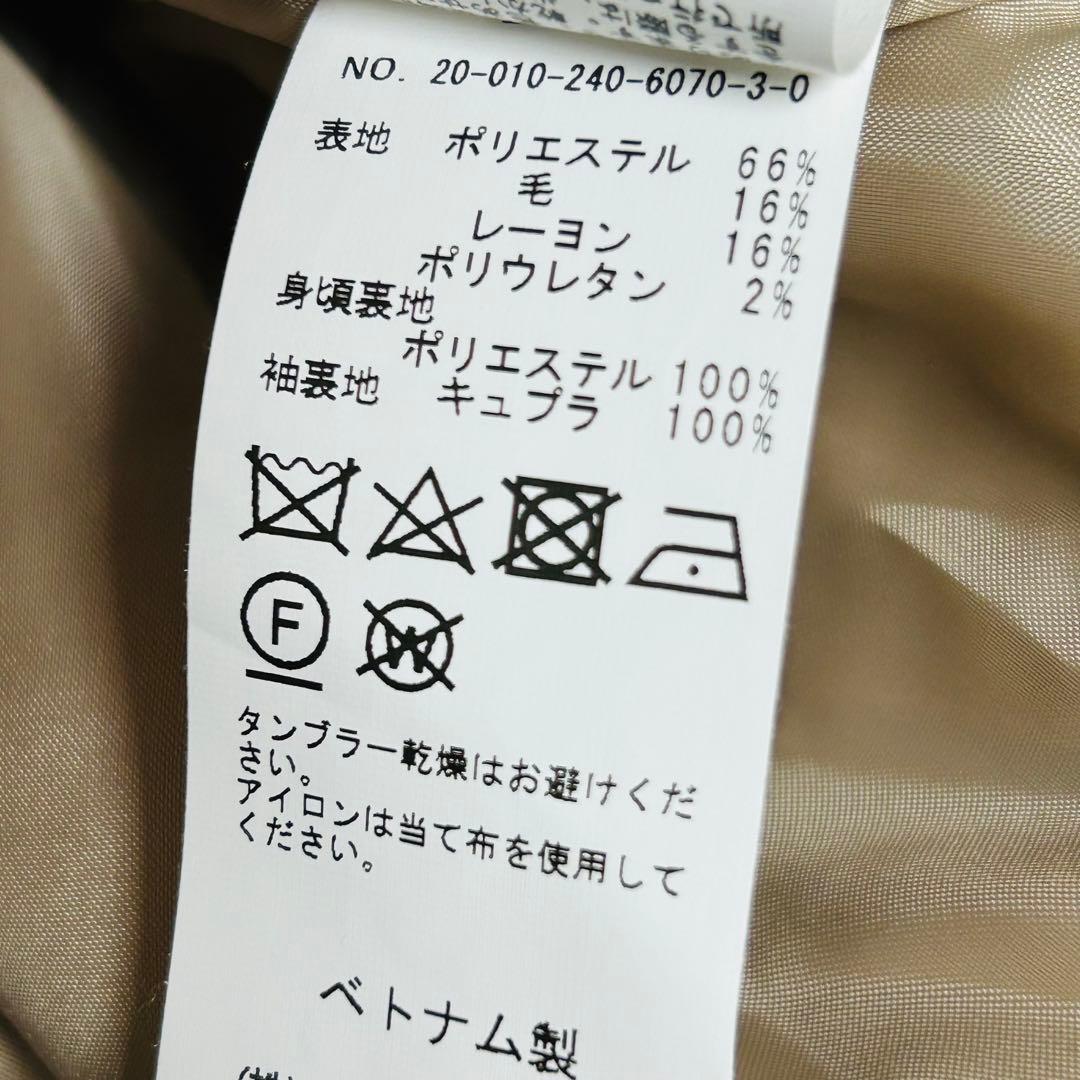 NO. 20-010-240-6070-3-0
表地 ポリエステル 66%
毛 16%
レーヨン 16%
ポリウレタン 2%
身頃裏地
ポリエステル 100%
袖裏地 キュプラ 100%
F
W
タンブラー乾燥はお避けくだ
さい。
アイロンは当て布を使用して
ください。
ベトナム製